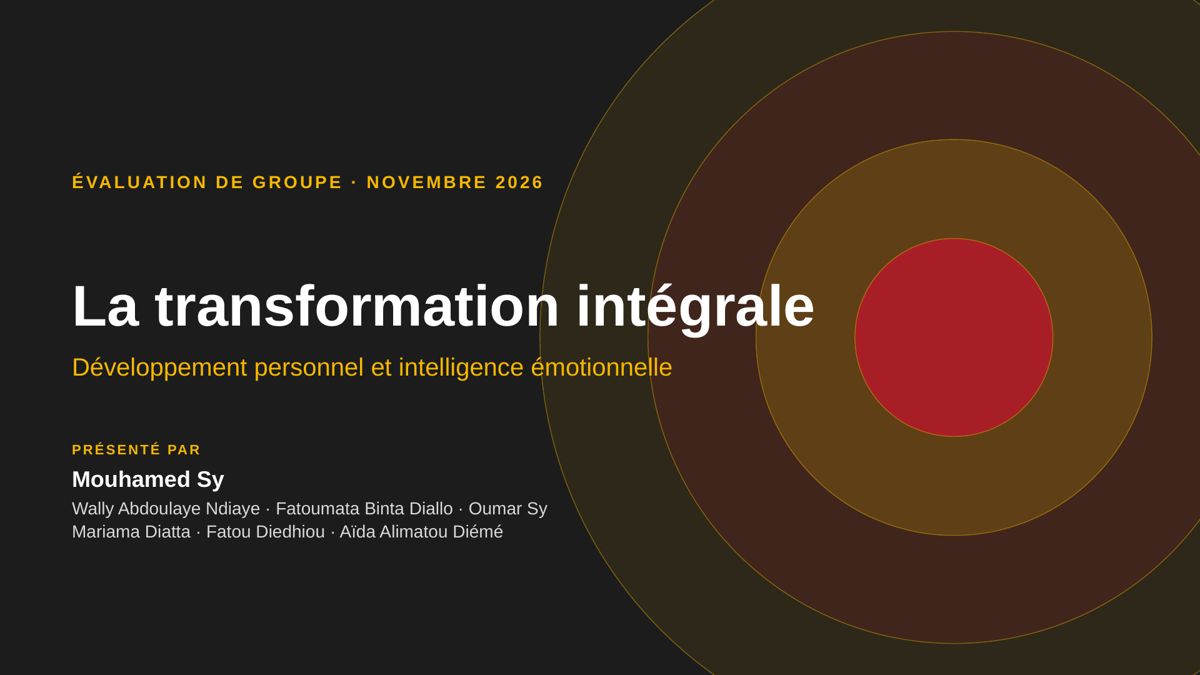 ÉVALUATION DE GROUPE · NOVEMBRE 2026
La transformation intégrale
Développement personnel et intelligence émotionnelle
PRÉSENTÉ PAR
Mouhamed Sy
Wally Abdoulaye Ndiaye · Fatoumata Binta Diallo · Oumar Sy
Mariama Diatta · Fatou Diedhiou · Aïda Alimatou Diémé